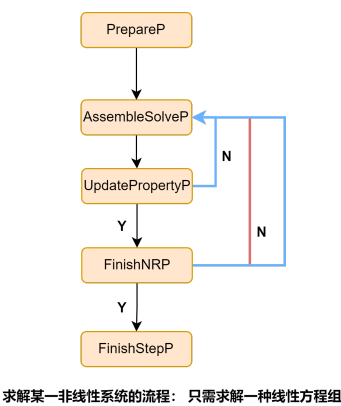 PrepareP
AssembleSolveP
UpdatePropertyP
N
Y
N
FinishNRP
Y
FinishStepP
求解某一非线性系统的流程： 只需求解一种线性方程组